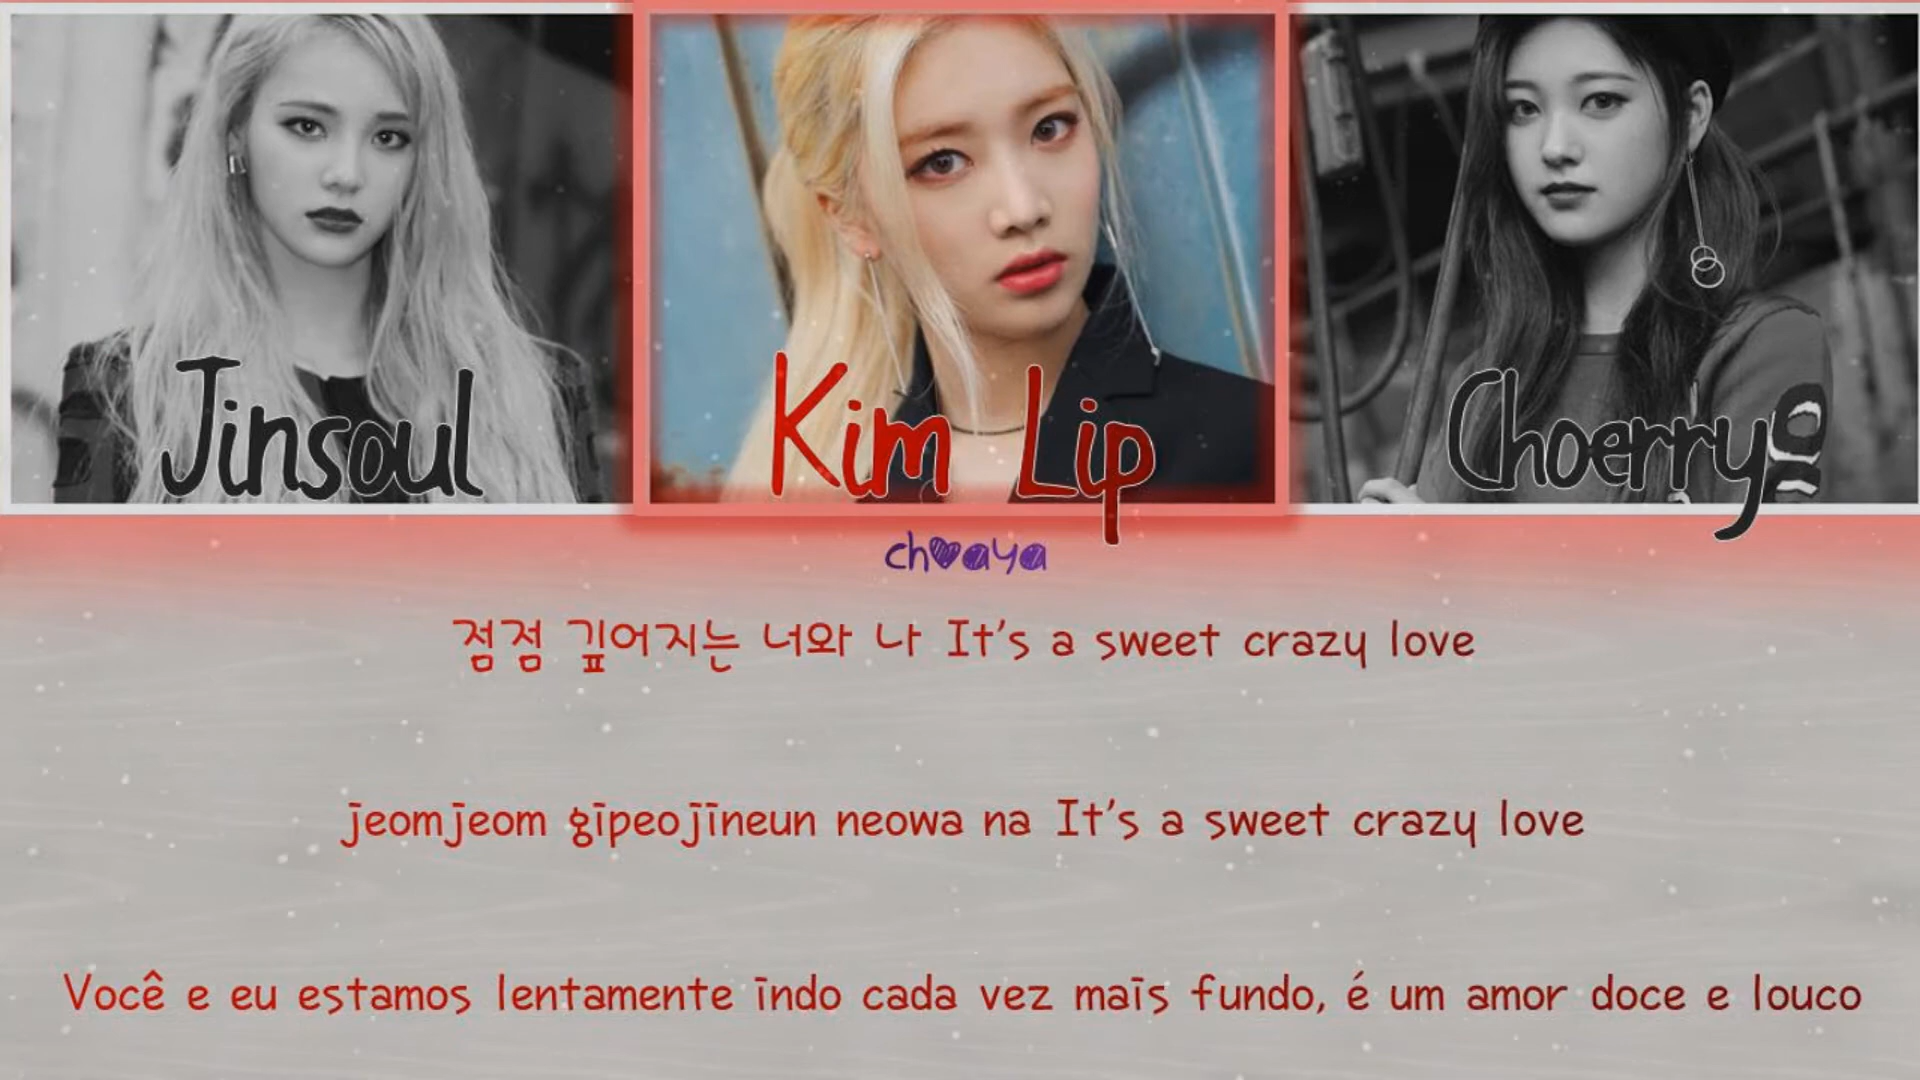 Jinsoul
Kim Lip
Choerry
ch♥aya
점점 깊어지는 너와 나 It's a sweet crazy love
jeomjeom gipeojineun neowa na It's a sweet crazy love
Você e eu estamos lentamente indo cada vez mais fundo, é um amor doce e louco